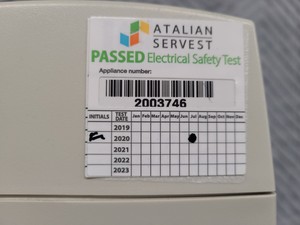 ATALIAN
SERVEST
PASSED Electrical Safety Test
Appliance number:
2003746
INITIALS TEST DATE Jan Feb Mar Apr May Jun Jul Aug Sep Oct Nov Dec
2019
2020
2021
2022
2023